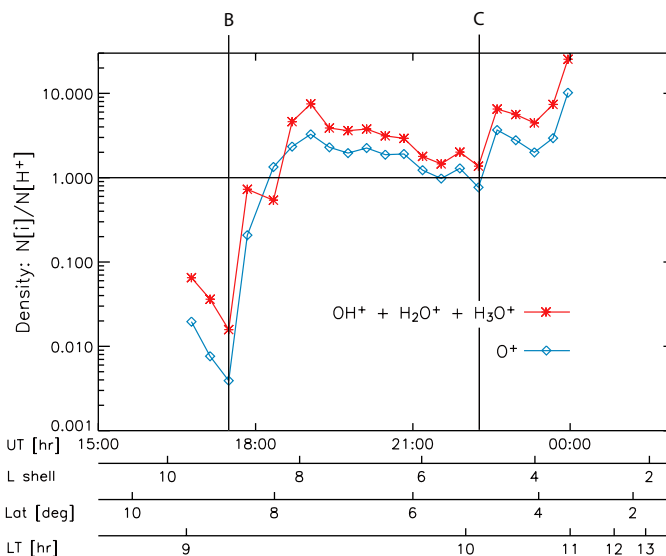 B C
10.000
1.000
0.100
0.010
0.001
Density: N[i]/N[H⁺]
OH⁺ + H₂O⁺ + H₃O⁺
O⁺
15:00 18:00 21:00 00:00
UT [hr]
L shell 10 8 6 4 2
Lat [deg] 10 8 6 4 2
LT [hr] 9 10 11 12 13